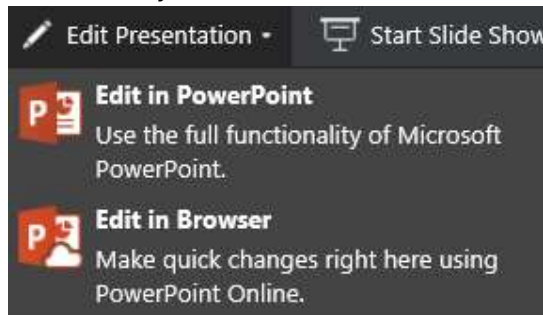 Edit Presentation Start Slide Show
Edit in PowerPoint
Use the full functionality of Microsoft
PowerPoint.
Edit in Browser
Make quick changes right here using
PowerPoint Online.